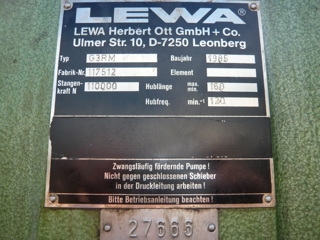 LEWA
LEWA Herbert Ott GmbH + Co.
Ulmer Str. 10, D-7250 Leonberg
Typ G3RM Baujahr 1985
Fabrik-Nr. 117512 Element
Stangen-kraft N 110000 Hublänge max. min. 160
Hubfreq. min.⁻¹ 120
Zwangsläufig fördernde Pumpe!
Nicht gegen geschlossenen Schieber
in der Druckleitung arbeiten!
Bitte Betriebsanleitung beachten!
27665